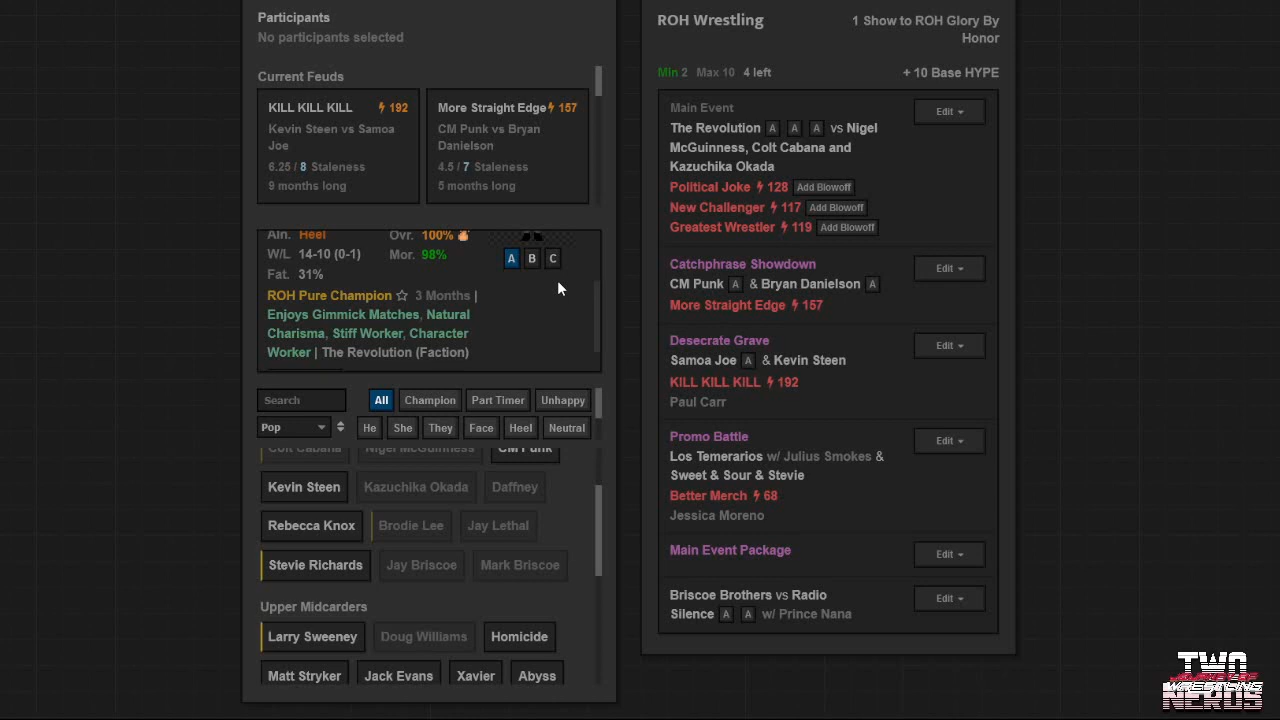 Participants
No participants selected
Current Feuds
KILL KILL KILL 192
Kevin Steen vs Samoa
Joe
6.25 / 8 Staleness
9 months long
More Straight Edge 157
CM Punk vs Bryan
Danielson
4.5 / 7 Staleness
5 months long
Aln. Heel Ovr. 100%
W/L 14-10 (0-1) Mor. 98%
Fat. 31%
A B C
ROH Pure Champion ☆ 3 Months |
Enjoys Gimmick Matches, Natural
Charisma, Stiff Worker, Character
Worker | The Revolution (Faction)
Search All Champion Part Timer Unhappy
Pop He She They Face Heel Neutral
Colt Cabana Nigel McGuinness CM Punk
Kevin Steen Kazuchika Okada Daffney
Rebecca Knox Brodie Lee Jay Lethal
Stevie Richards Jay Briscoe Mark Briscoe
Upper Midcarders
Larry Sweeney Doug Williams Homicide
Matt Stryker Jack Evans Xavier Abyss
ROH Wrestling
1 Show to ROH Glory By
Honor
Min 2 Max 10 4 left + 10 Base HYPE
Main Event Edit
The Revolution A A A vs Nigel
McGuinness, Colt Cabana and
Kazuchika Okada
Political Joke 128 Add Blowoff
New Challenger 117 Add Blowoff
Greatest Wrestler 119 Add Blowoff
Catchphrase Showdown Edit
CM Punk A & Bryan Danielson A
More Straight Edge 157
Desecrate Grave Edit
Samoa Joe A & Kevin Steen
KILL KILL KILL 192
Paul Carr
Promo Battle Edit
Los Temerarios w/ Julius Smokes &
Sweet & Sour & Stevie
Better Merch 68
Jessica Moreno
Main Event Package Edit
Briscoe Brothers vs Radio Edit
Silence A A w/ Prince Nana
TWO
WRESTLING
NERDS